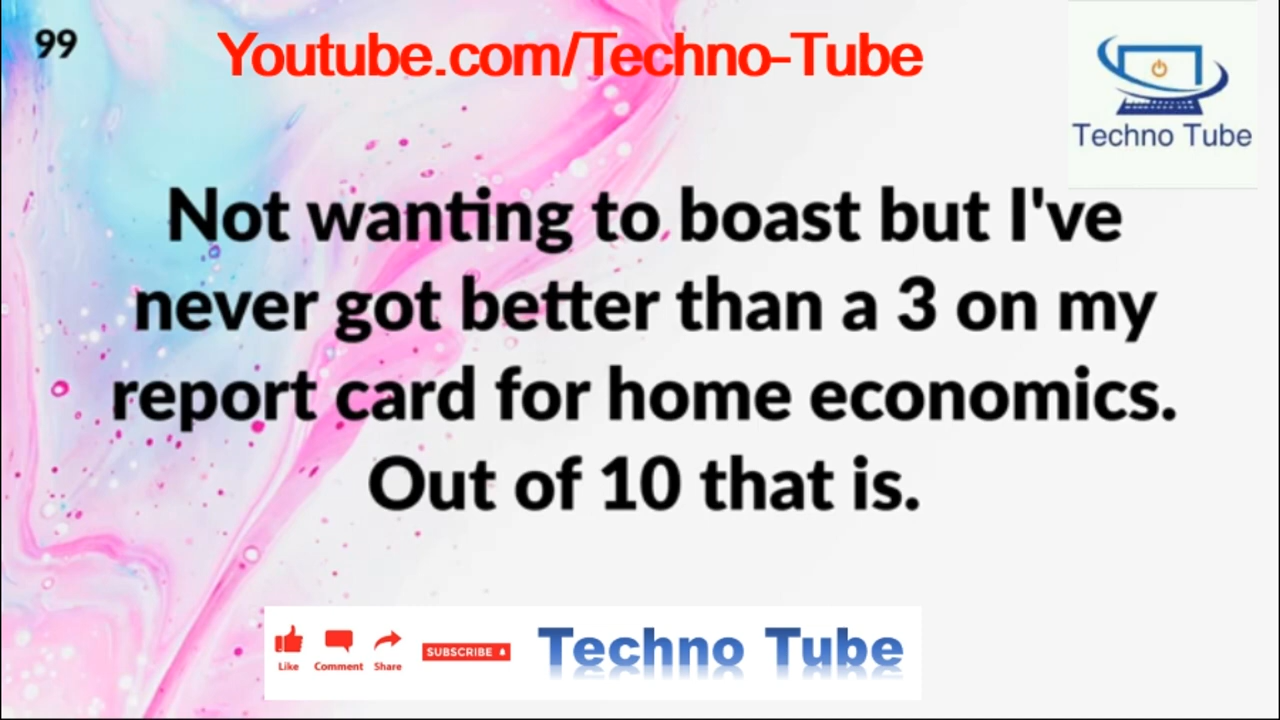 99
Youtube.com/Techno-Tube
Techno Tube
Not wanting to boast but I've
never got better than a 3 on my
report card for home economics.
Out of 10 that is.
Like Comment Share SUBSCRIBE Techno Tube